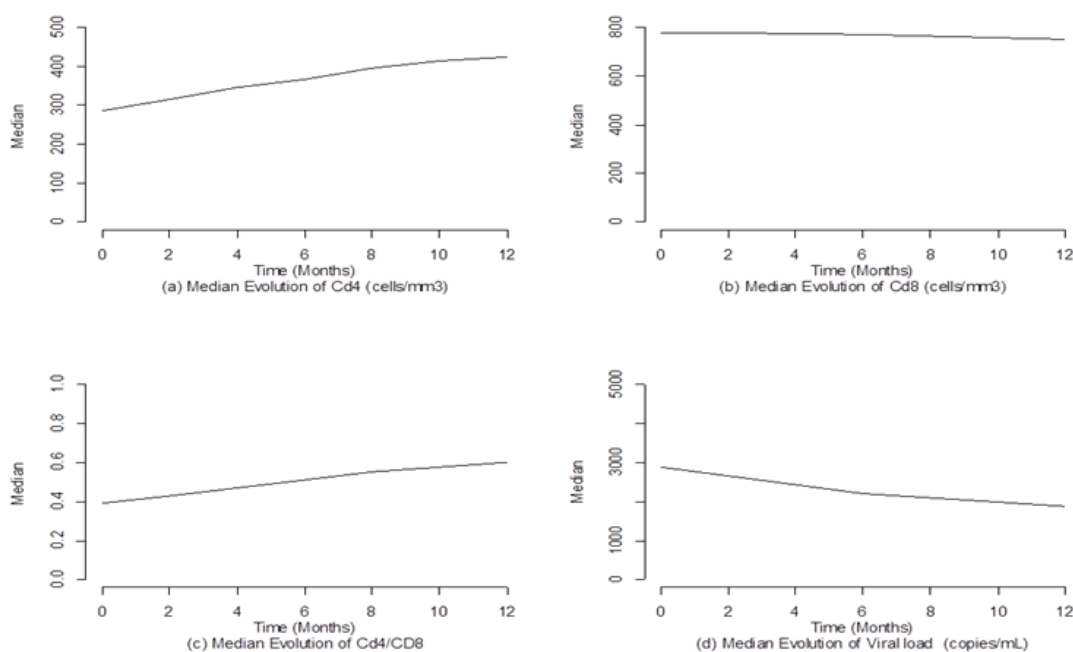 Median
500
400
300
200
100
0
0 2 4 6 8 10 12
Time (Months)
(a) Median Evolution of Cd4 (cells/mm3)
Median
800
600
400
200
0
0 2 4 6 8 10 12
Time (Months)
(b) Median Evolution of Cd8 (cells/mm3)
Median
1.0
0.8
0.6
0.4
0.2
0.0
0 2 4 6 8 10 12
Time (Months)
(c) Median Evolution of Cd4/CD8
Median
5000
3000
1000
0
0 2 4 6 8 10 12
Time (Months)
(d) Median Evolution of Viral load (copies/mL)